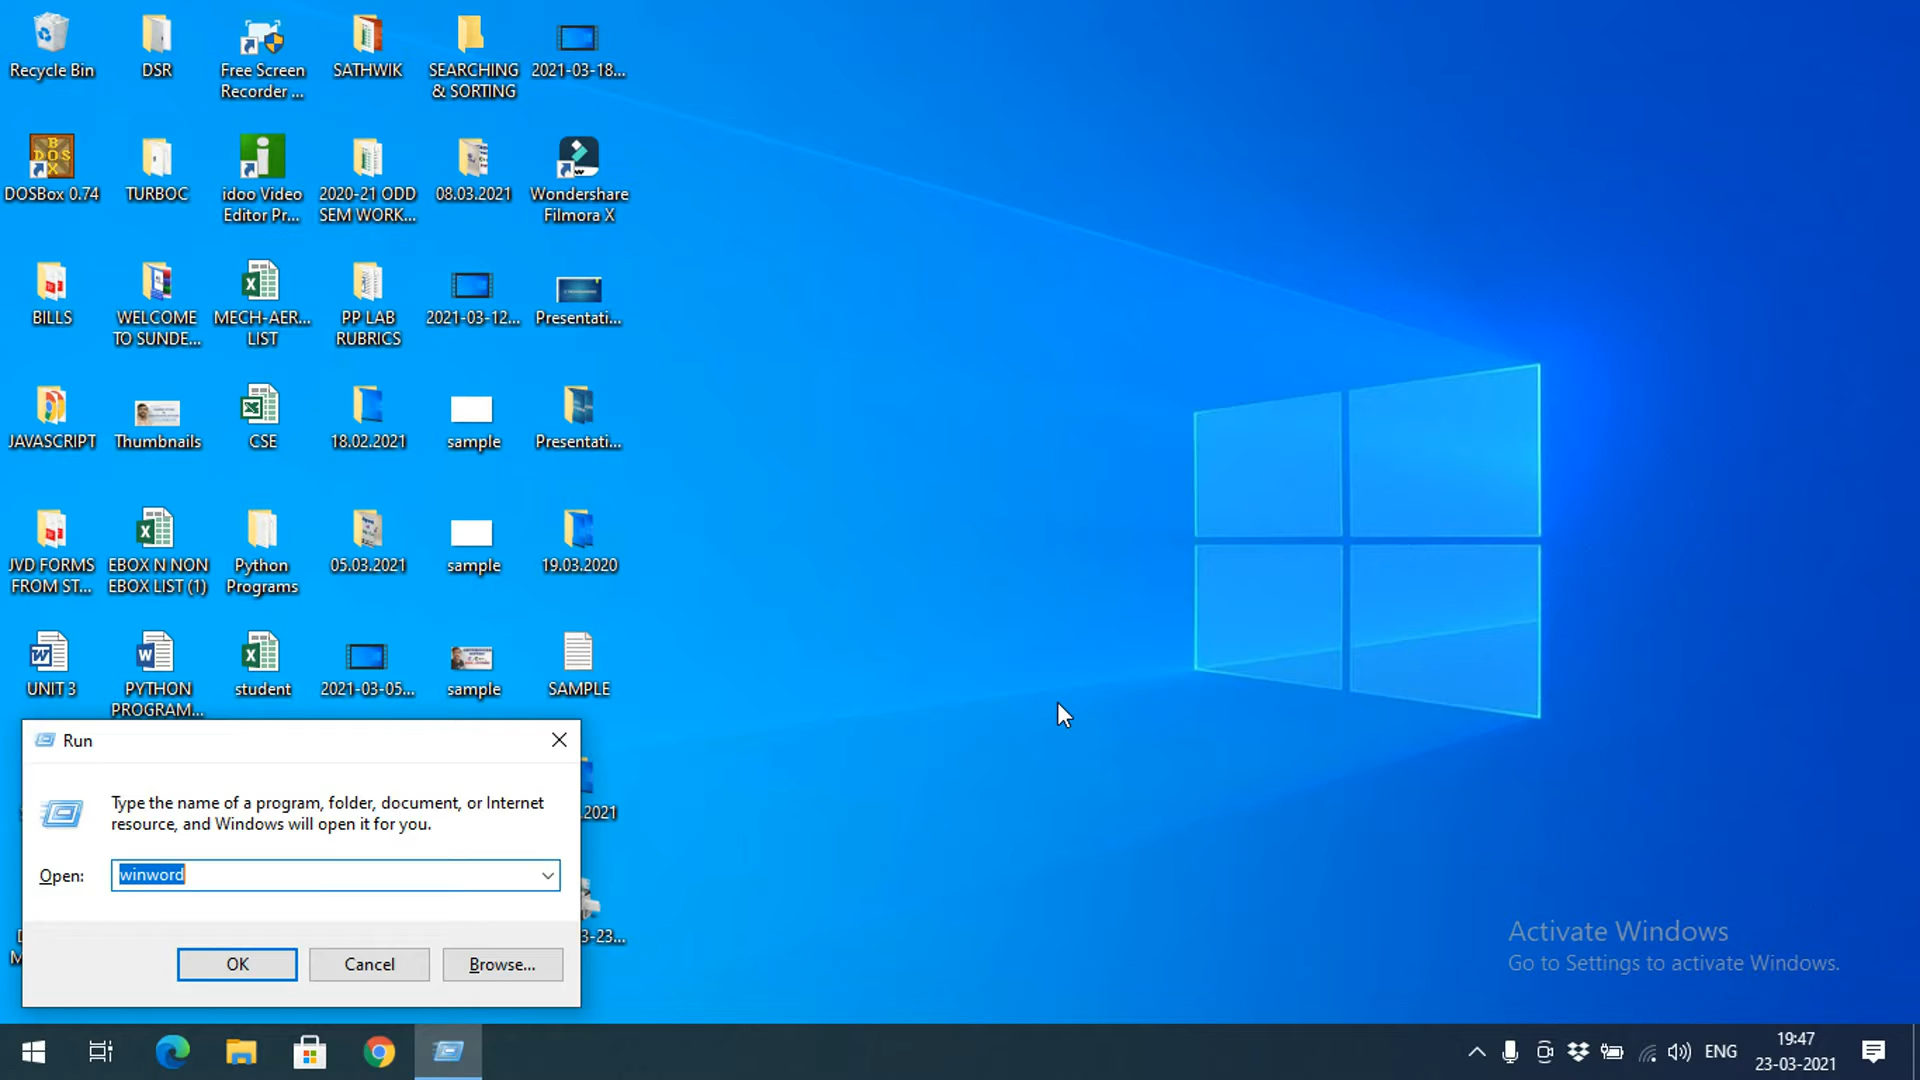 Recycle Bin
DSR
Free Screen
Recorder ...
SATHWIK
SEARCHING
& SORTING
2021-03-18...
DOSBox 0.74
TURBOC
idoo Video
Editor Pr...
2020-21 ODD
SEM WORK...
08.03.2021
Wondershare
Filmora X
BILLS
WELCOME
TO SUNDE...
MECH-AER...
LIST
PP LAB
RUBRICS
2021-03-12...
Presentati...
JAVASCRIPT
Thumbnails
CSE
18.02.2021
sample
Presentati...
JVD FORMS
FROM ST...
EBOX N NON
EBOX LIST (1)
Python
Programs
05.03.2021
sample
19.03.2020
UNIT 3
PYTHON
PROGRAM...
student
2021-03-05...
sample
SAMPLE
Run
Type the name of a program, folder, document, or Internet
resource, and Windows will open it for you.
Open:
winword
OK
Cancel
Browse...
.2021
3-23...
Activate Windows
Go to Settings to activate Windows.
ENG
19:47
23-03-2021